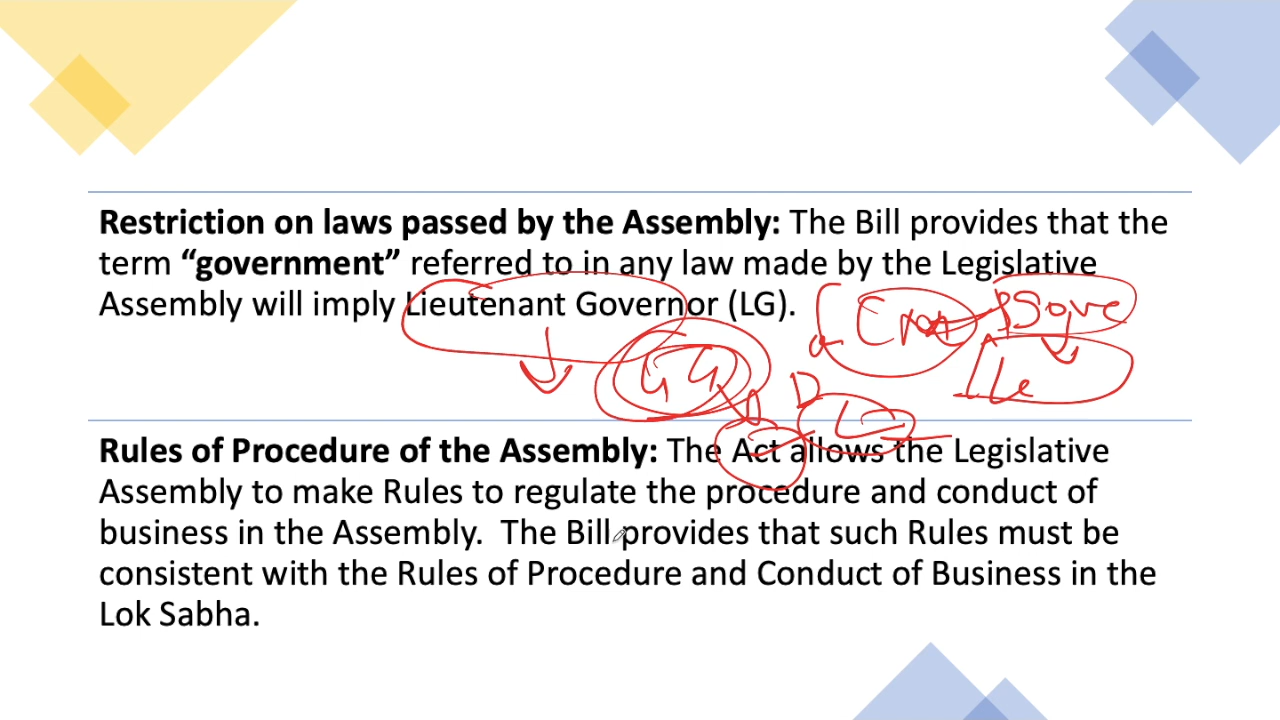 Restriction on laws passed by the Assembly: The Bill provides that the
term “government” referred to in any law made by the Legislative
Assembly will imply Lieutenant Governor (LG).
Rules of Procedure of the Assembly: The Act allows the Legislative
Assembly to make Rules to regulate the procedure and conduct of
business in the Assembly. The Bill provides that such Rules must be
consistent with the Rules of Procedure and Conduct of Business in the
Lok Sabha.